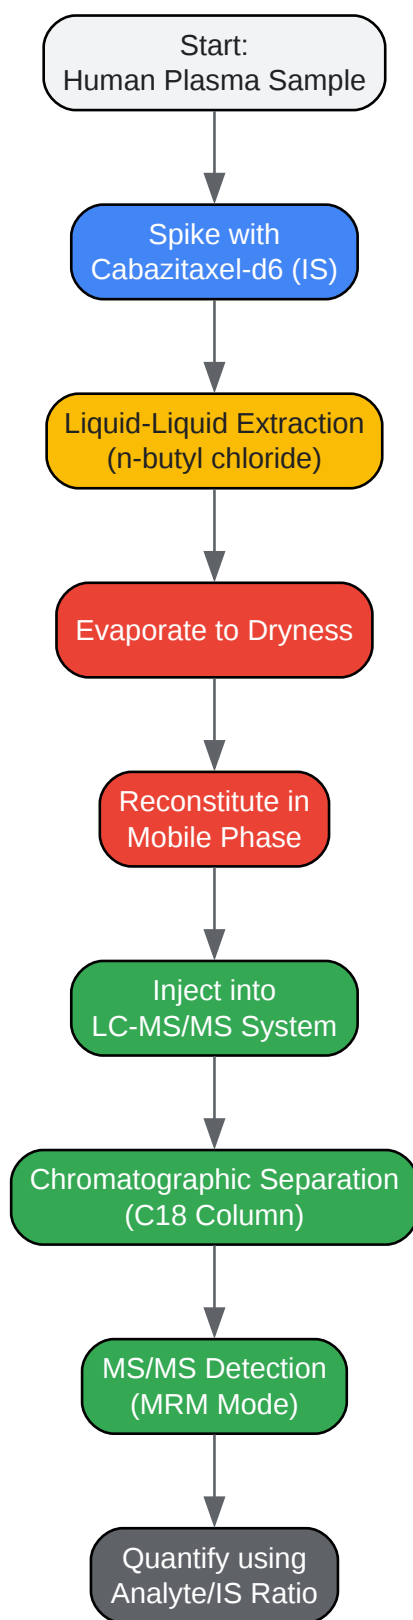 Start:
Human Plasma Sample
Spike with
Cabazitaxel-d6 (IS)
Liquid-Liquid Extraction
(n-butyl chloride)
Evaporate to Dryness
Reconstitute in
Mobile Phase
Inject into
LC-MS/MS System
Chromatographic Separation
(C18 Column)
MS/MS Detection
(MRM Mode)
Quantify using
Analyte/IS Ratio